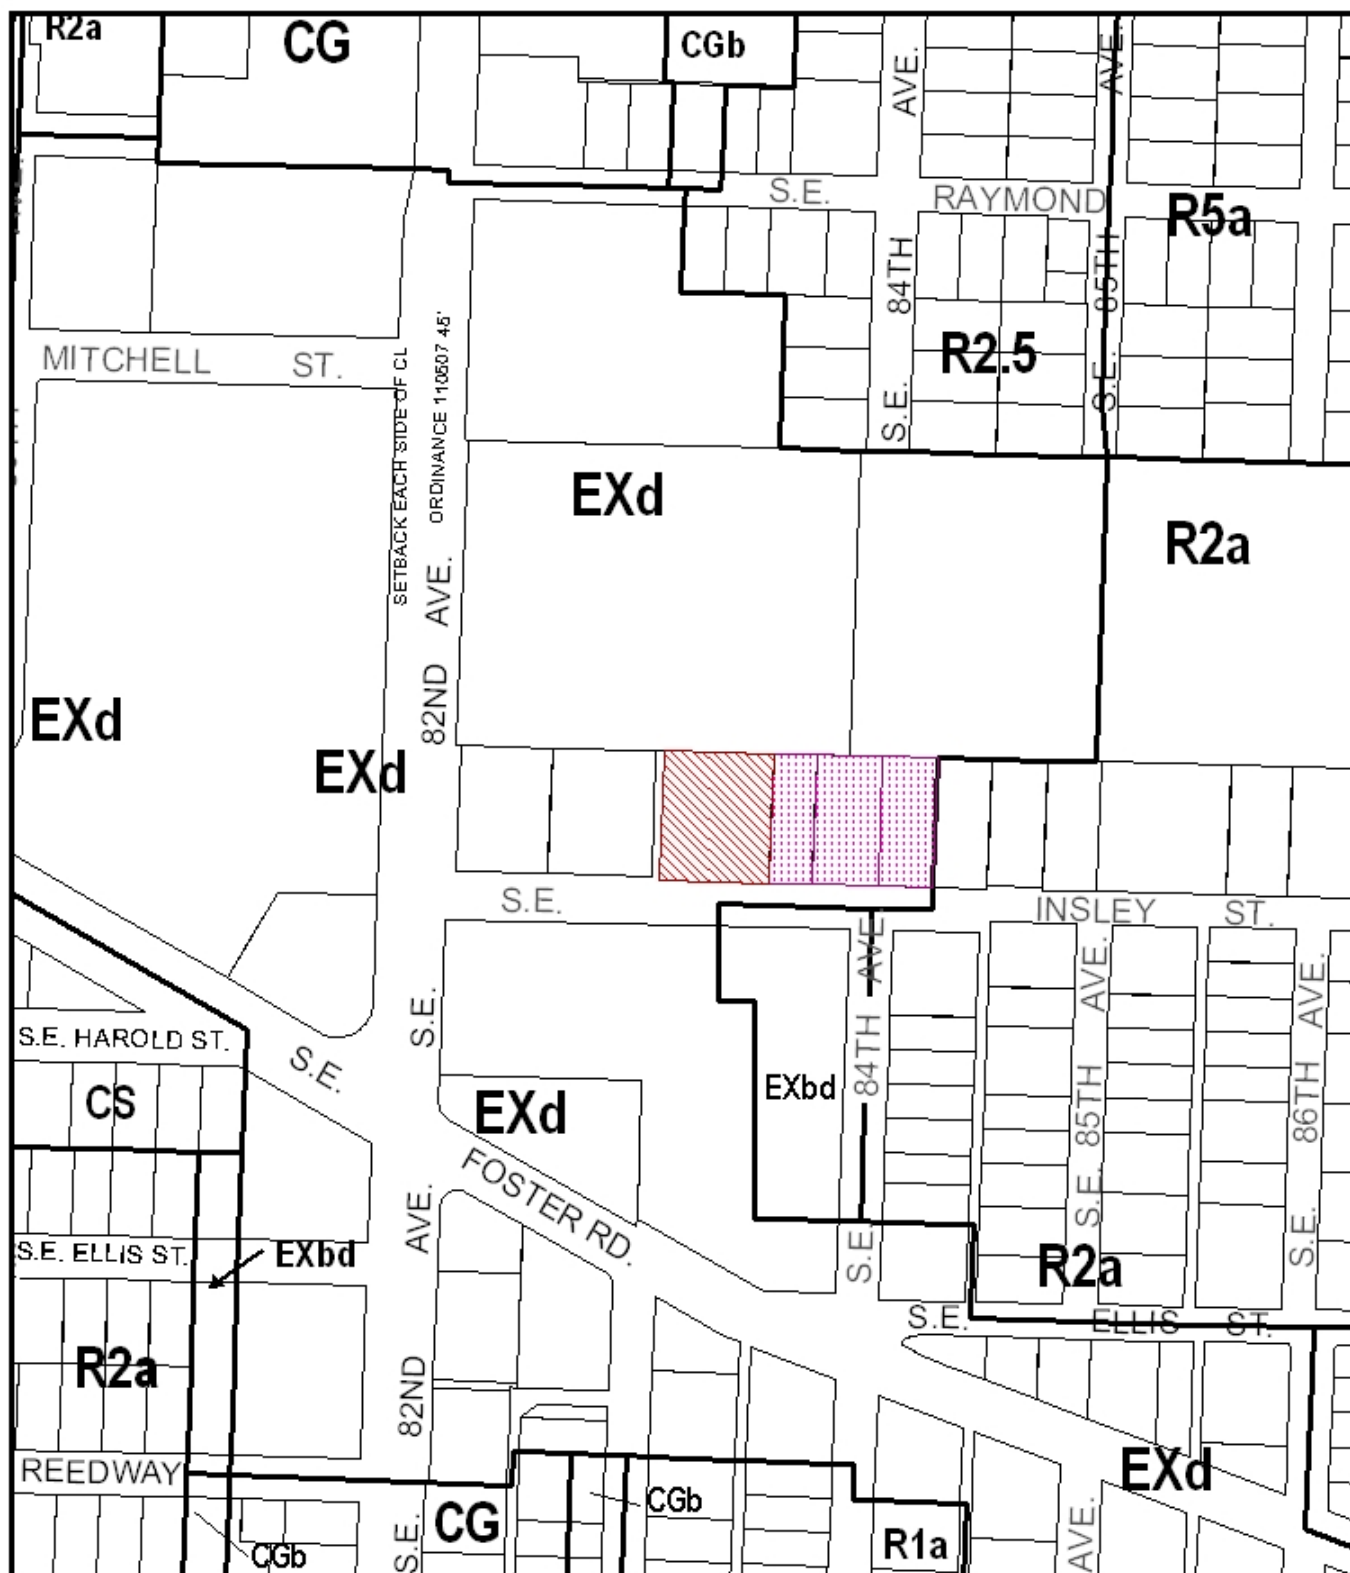 R2a
CG
CGb
AVE.
AVE.
S.E.
RAYMOND
R5a
84TH
85TH
R2.5
MITCHELL ST.
SETBACK EACH SIDE OF CL
ORDINANCE 110507 45'
S.E.
S.E.
EXd
R2a
82ND AVE.
EXd
EXd
S.E.
INSLEY ST.
84TH AVE.
S.E.
S.E. 85TH AVE.
S.E. 86TH AVE.
S.E.
S.E. HAROLD ST.
S.E.
FOSTER RD.
CS
EXd
EXbd
S.E. ELLIS ST.
EXbd
82ND AVE.
R2a
S.E. ELLIS ST.
R2a
EXd
REEDWAY
S.E.
CG
CGb
CGb
R1a
AVE.